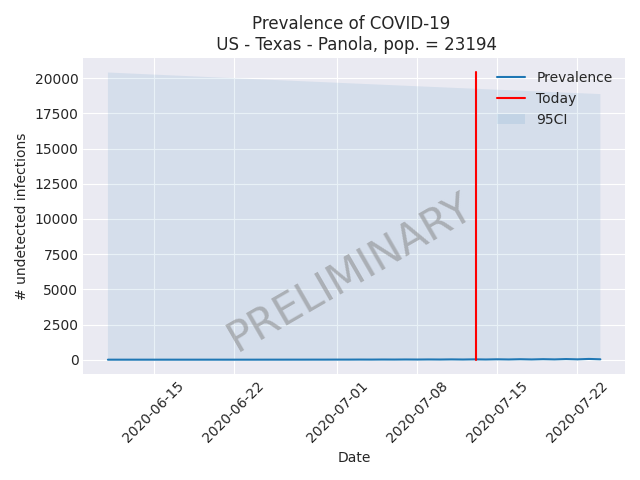 Prevalence of COVID-19
US - Texas - Panola, pop. = 23194
Prevalence
Today
95CI
20000
17500
15000
12500
10000
7500
5000
2500
0
# undetected infections
PRELIMINARY
2020-06-15
2020-06-22
2020-07-01
2020-07-08
2020-07-15
2020-07-22
Date